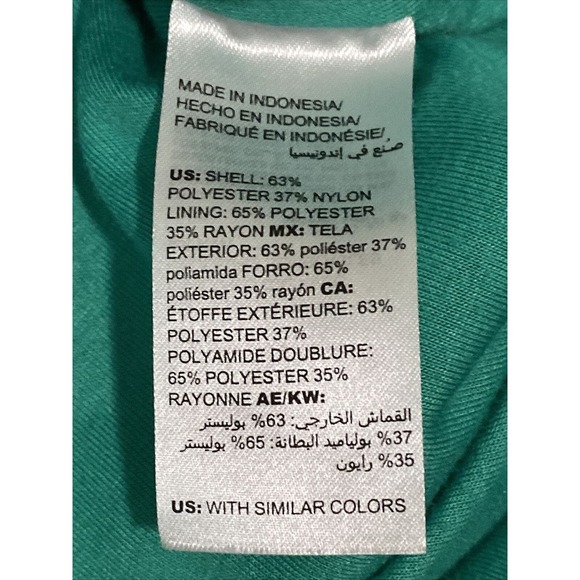 MADE IN INDONESIA/
HECHO EN INDONESIA/
FABRIQUÉ EN INDONÉSIE/
صُنع في إندونيسيا
US: SHELL: 63%
POLYESTER 37% NYLON
LINING: 65% POLYESTER
35% RAYON MX: TELA
EXTERIOR: 63% poliéster 37%
poliamida FORRO: 65%
poliéster 35% rayón CA:
ÉTOFFE EXTÉRIEURE: 63%
POLYESTER 37%
POLYAMIDE DOUBLURE:
65% POLYESTER 35%
RAYONNE AE/KW:
القماش الخارجي: 63% بوليستر
37% بولياميد البطانة: 65% بوليستر
35% رايون
US: WITH SIMILAR COLORS